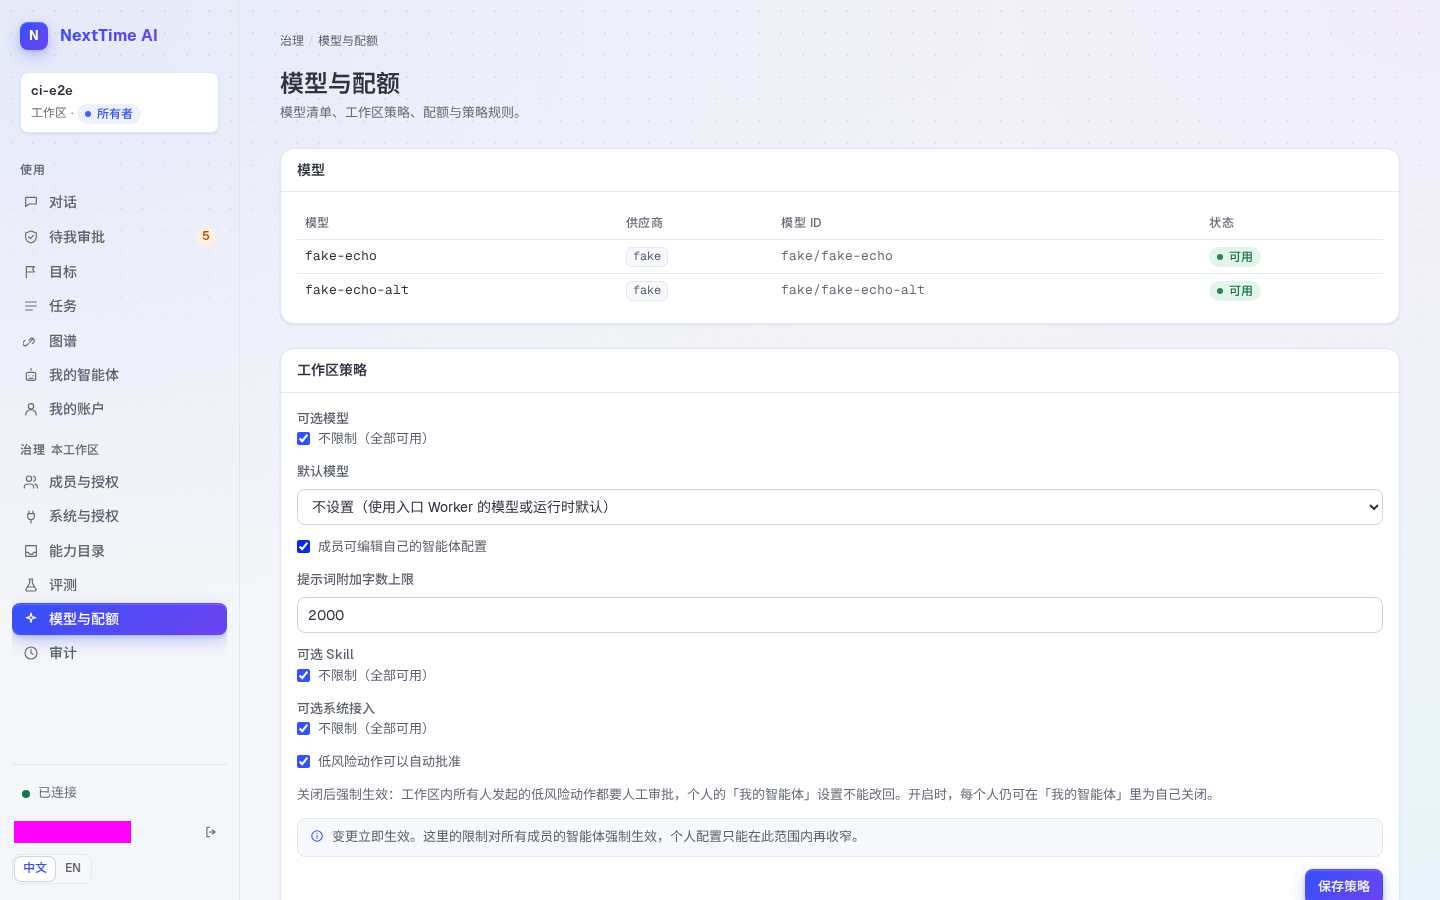 N NextTime AI
ci-e2e
工作区 · 所有者
使用
对话
待我审批 5
目标
任务
图谱
我的智能体
我的账户
治理 本工作区
成员与授权
系统与授权
能力目录
评测
模型与配额
审计
已连接
中文 EN
治理 / 模型与配额
模型与配额
模型清单、工作区策略、配额与策略规则。
模型
模型 供应商 模型 ID 状态
fake-echo fake fake/fake-echo 可用
fake-echo-alt fake fake/fake-echo-alt 可用
工作区策略
可选模型
不限制（全部可用）
默认模型
不设置（使用入口 Worker 的模型或运行时默认）
成员可编辑自己的智能体配置
提示词附加字数上限
2000
可选 Skill
不限制（全部可用）
可选系统接入
不限制（全部可用）
低风险动作可以自动批准
关闭后强制生效：工作区内所有人发起的低风险动作都要人工审批，个人的「我的智能体」设置不能改回。开启时，每个人仍可在「我的智能体」里为自己关闭。
变更立即生效。这里的限制对所有成员的智能体强制生效，个人配置只能在此范围内再收窄。
保存策略